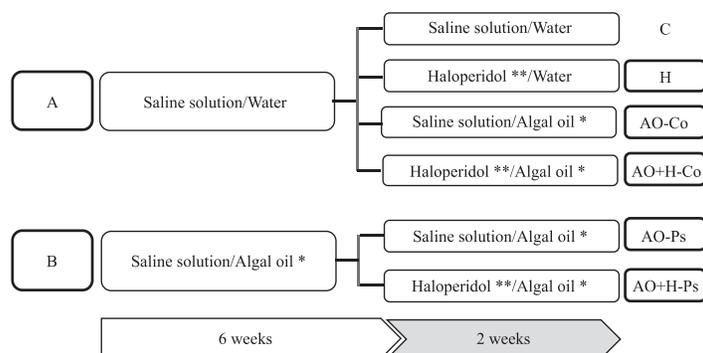 Saline solution/Water C
Haloperidol **/Water H
A Saline solution/Water
Saline solution/Algal oil * AO-Co
Haloperidol **/Algal oil * AO+H-Co
Saline solution/Algal oil * AO-Ps
B Saline solution/Algal oil *
Haloperidol **/Algal oil * AO+H-Ps
6 weeks 2 weeks